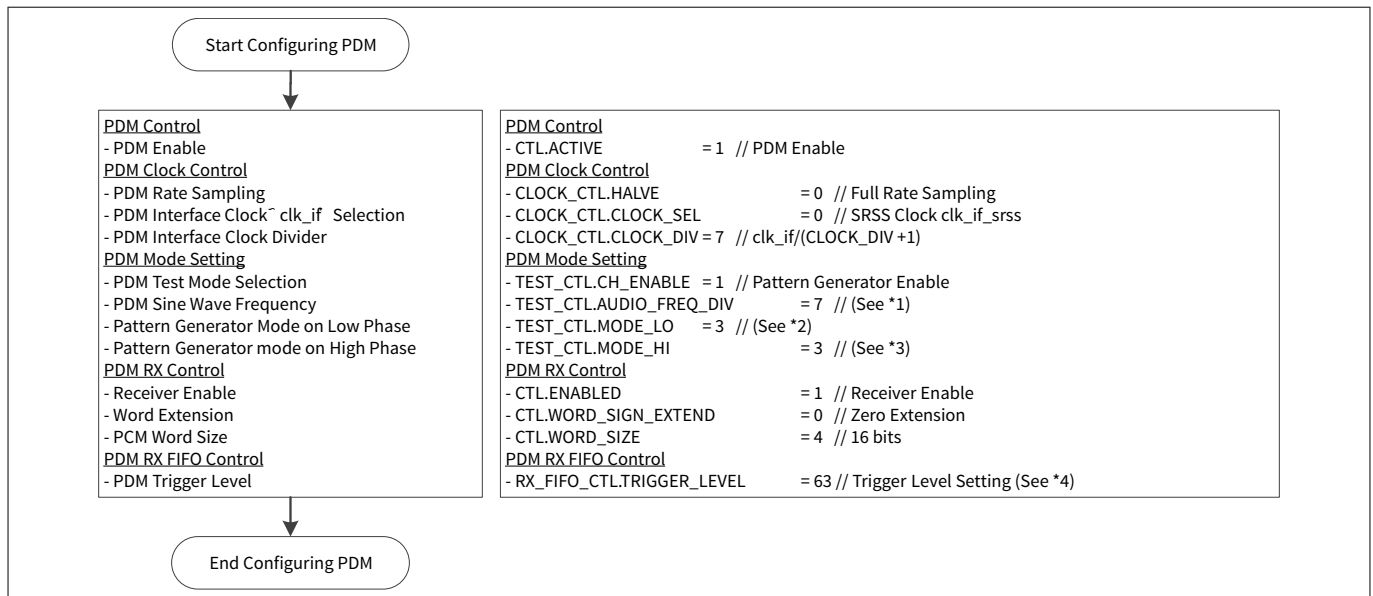 Start Configuring PDM
PDM Control
- PDM Enable
PDM Clock Control
- PDM Rate Sampling
- PDM Interface Clock clk_if Selection
- PDM Interface Clock Divider
PDM Mode Setting
- PDM Test Mode Selection
- PDM Sine Wave Frequency
- Pattern Generator Mode on Low Phase
- Pattern Generator mode on High Phase
PDM RX Control
- Receiver Enable
- Word Extension
- PCM Word Size
PDM RX FIFO Control
- PDM Trigger Level
PDM Control
- CTL.ACTIVE = 1 // PDM Enable
PDM Clock Control
- CLOCK_CTL.HALVE = 0 // Full Rate Sampling
- CLOCK_CTL.CLOCK_SEL = 0 // SRSS Clock clk_if_srss
- CLOCK_CTL.CLOCK_DIV = 7 // clk_if/(CLOCK_DIV +1)
PDM Mode Setting
- TEST_CTL.CH_ENABLE = 1 // Pattern Generator Enable
- TEST_CTL.AUDIO_FREQ_DIV = 7 // (See *1)
- TEST_CTL.MODE_LO = 3 // (See *2)
- TEST_CTL.MODE_HI = 3 // (See *3)
PDM RX Control
- CTL.ENABLED = 1 // Receiver Enable
- CTL.WORD_SIGN_EXTEND = 0 // Zero Extension
- CTL.WORD_SIZE = 4 // 16 bits
PDM RX FIFO Control
- RX_FIFO_CTL.TRIGGER_LEVEL = 63 // Trigger Level Setting (See *4)
End Configuring PDM